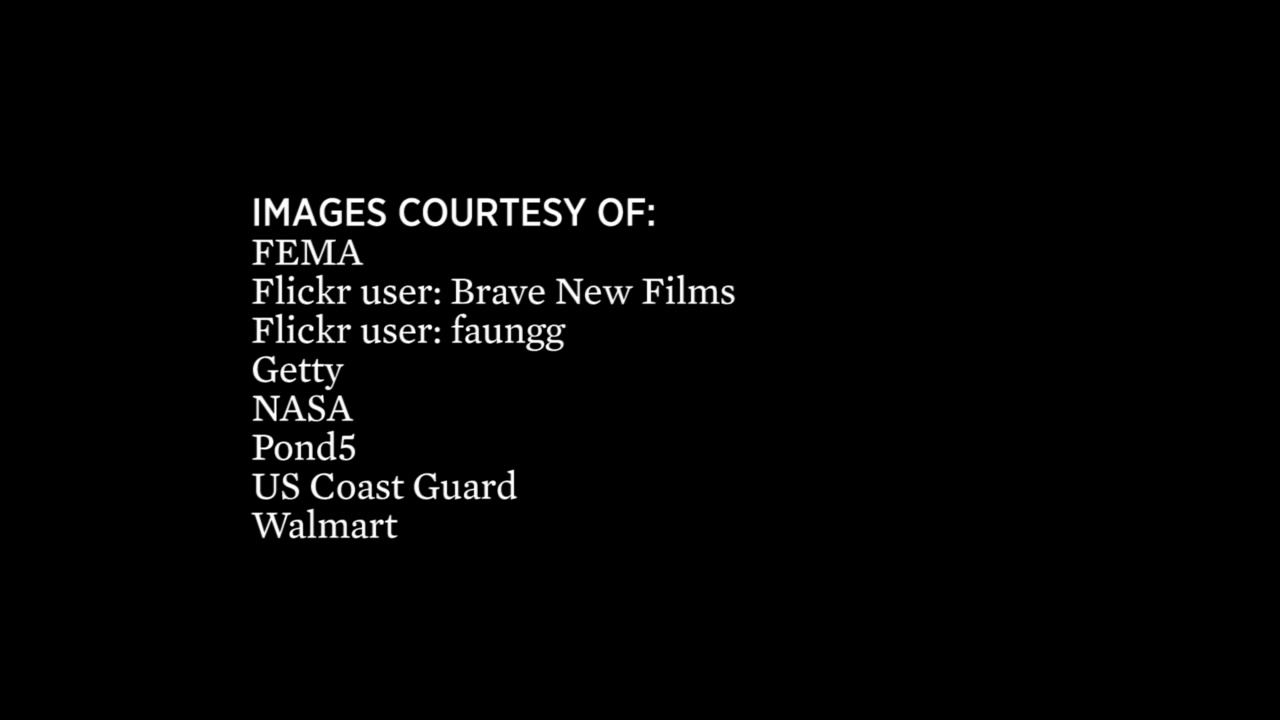 IMAGES COURTESY OF:
FEMA
Flickr user: Brave New Films
Flickr user: faungg
Getty
NASA
Pond5
US Coast Guard
Walmart